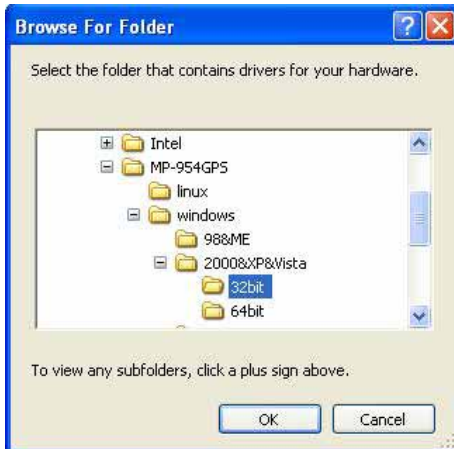 Browse For Folder
Select the folder that contains drivers for your hardware.
Intel
MP-954GPS
linux
windows
98&ME
2000&XP&Vista
32bit
64bit
To view any subfolders, click a plus sign above.
OK
Cancel